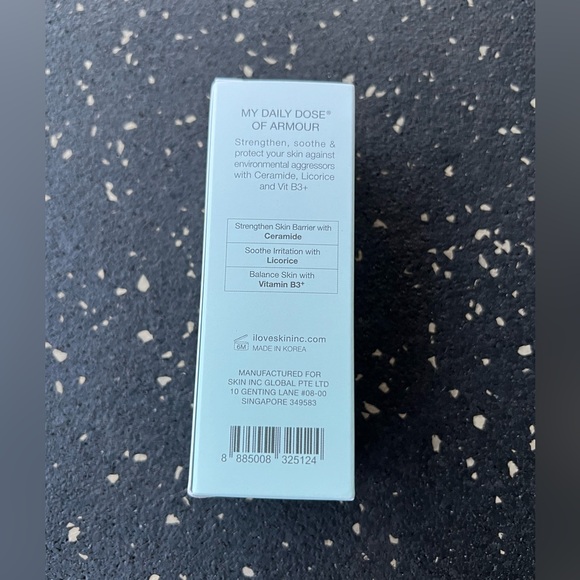 MY DAILY DOSE®
OF ARMOUR
Strengthen, soothe &
protect your skin against
environmental aggressors
with Ceramide, Licorice
and Vit B3+
Strengthen Skin Barrier with
Ceramide
Soothe Irritation with
Licorice
Balance Skin with
Vitamin B3+
iloveskininc.com
6M MADE IN KOREA
MANUFACTURED FOR
SKIN INC GLOBAL PTE LTD
10 GENTING LANE #08-00
SINGAPORE 349583
8 885008 325124